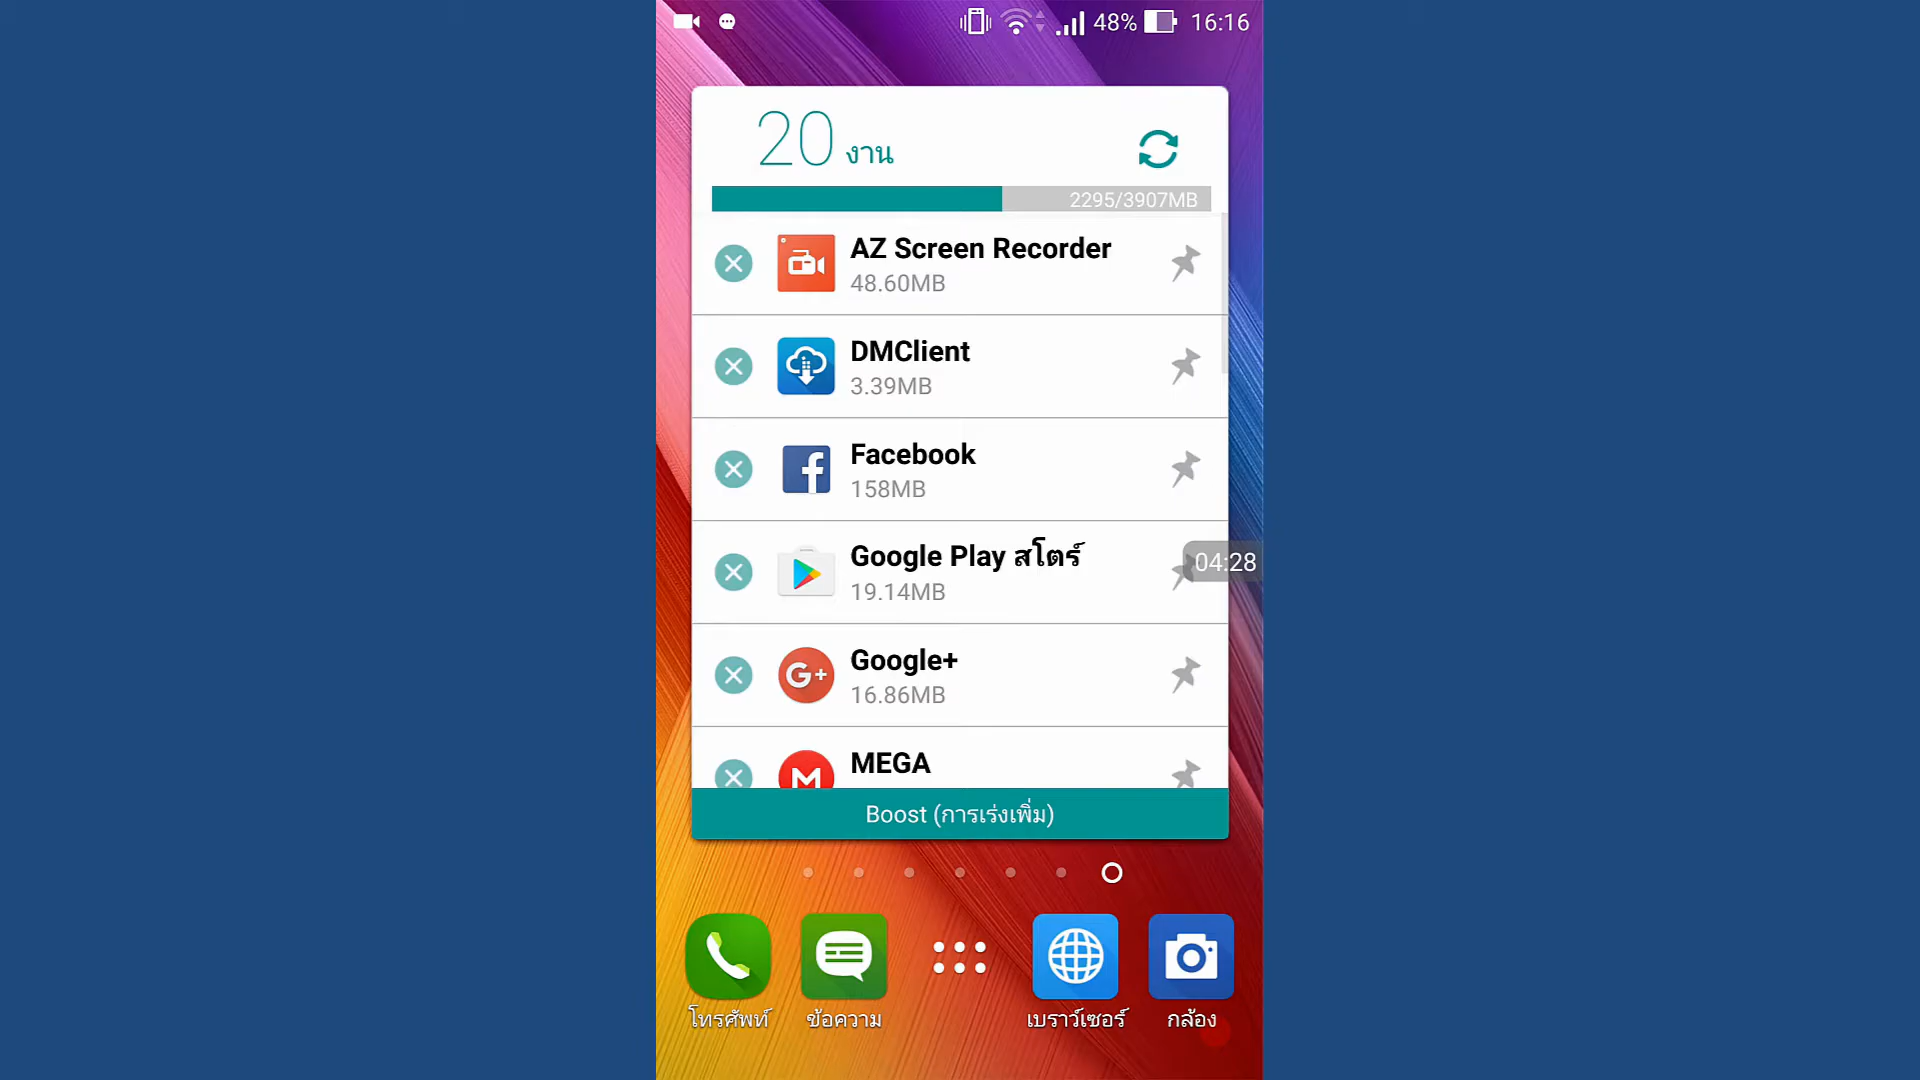 48% 16:16
20 งาน
2295/3907MB
AZ Screen Recorder
48.60MB
DMClient
3.39MB
Facebook
158MB
Google Play สโตร์
19.14MB
04:28
G+
Google+
16.86MB
M
MEGA
Boost (การเร่งเพิ่ม)
โทรศัพท์ ข้อความ เบราว์เซอร์ กล้อง